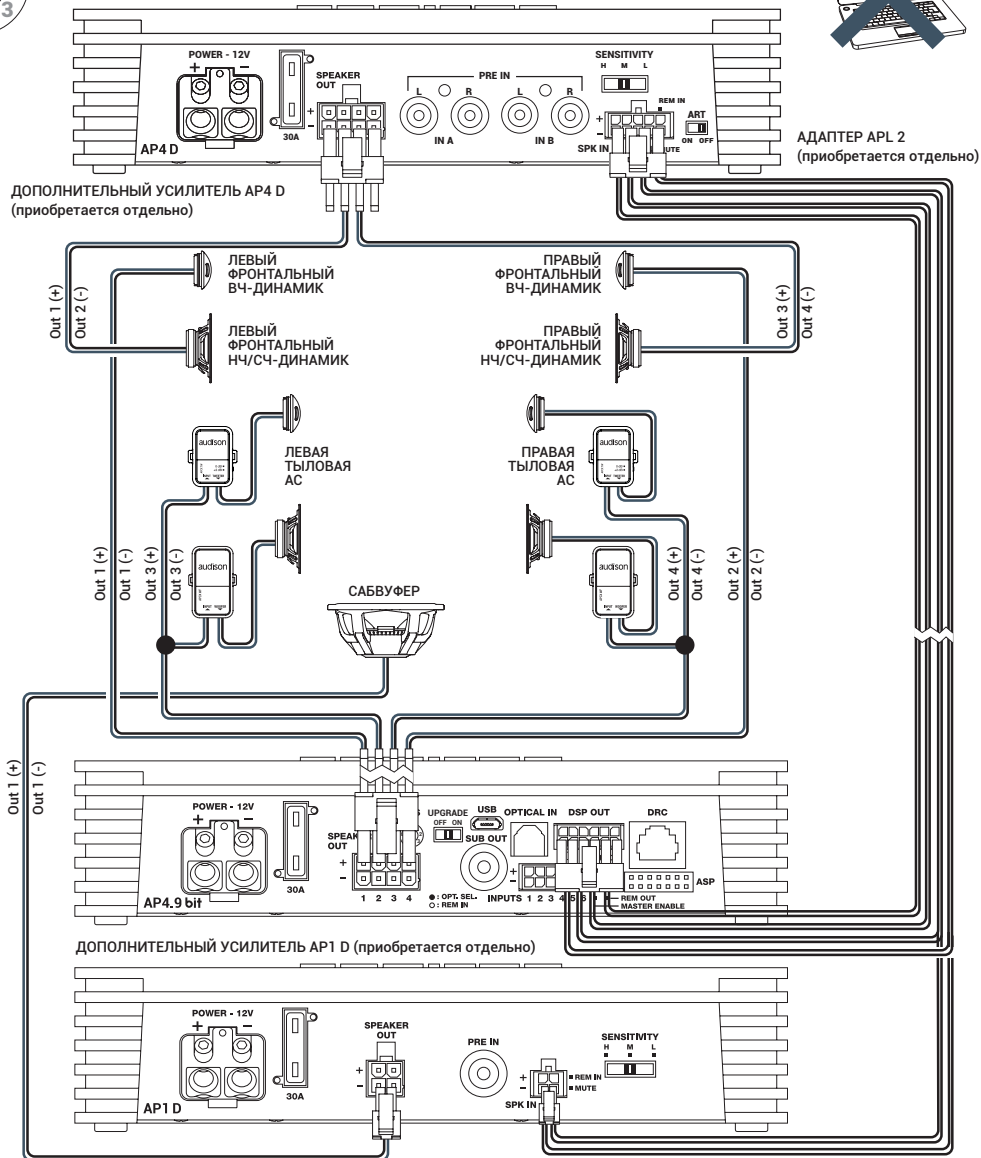 3
POWER - 12V
+ -
30A
SPEAKER
OUT
+
-
PRE IN
L R L R
IN A IN B
SENSITIVITY
H M L
REM IN
+
-
SPK IN
ART
ON OFF
AP4 D
АДАПТЕР APL 2
(приобретается отдельно)
ДОПОЛНИТЕЛЬНЫЙ УСИЛИТЕЛЬ AP4 D
(приобретается отдельно)
Out 1 (+)
Out 2 (-)
ЛЕВЫЙ
ФРОНТАЛЬНЫЙ
ВЧ-ДИНАМИК
ПРАВЫЙ
ФРОНТАЛЬНЫЙ
ВЧ-ДИНАМИК
Out 3 (+)
Out 4 (-)
ЛЕВЫЙ
ФРОНТАЛЬНЫЙ
НЧ/СЧ-ДИНАМИК
ПРАВЫЙ
ФРОНТАЛЬНЫЙ
НЧ/СЧ-ДИНАМИК
audison
ЛЕВАЯ
ТЫЛОВАЯ
АС
ПРАВАЯ
ТЫЛОВАЯ
АС
audison
audison
audison
Out 1 (+)
Out 1 (-)
Out 3 (+)
Out 3 (-)
САБВУФЕР
Out 4 (+)
Out 4 (-)
Out 2 (+)
Out 2 (-)
Out 1 (+)
Out 1 (-)
POWER - 12V
+ -
30A
OUT
+
-
1 2 3 4
UPGRADE
OFF ON
USB
SUB OUT
OPTICAL IN
DSP OUT
DRC
● : OPT. SEL.
○ : REM IN
+
-
INPUTS 1 2 3 4 5 6
ASP
REM OUT
MASTER ENABLE
AP4.9 bit
ДОПОЛНИТЕЛЬНЫЙ УСИЛИТЕЛЬ AP1 D (приобретается отдельно)
POWER - 12V
+ -
30A
SPEAKER
OUT
+
-
PRE IN
+
-
REM IN
MUTE
SPK IN
SENSITIVITY
H M L
AP1 D